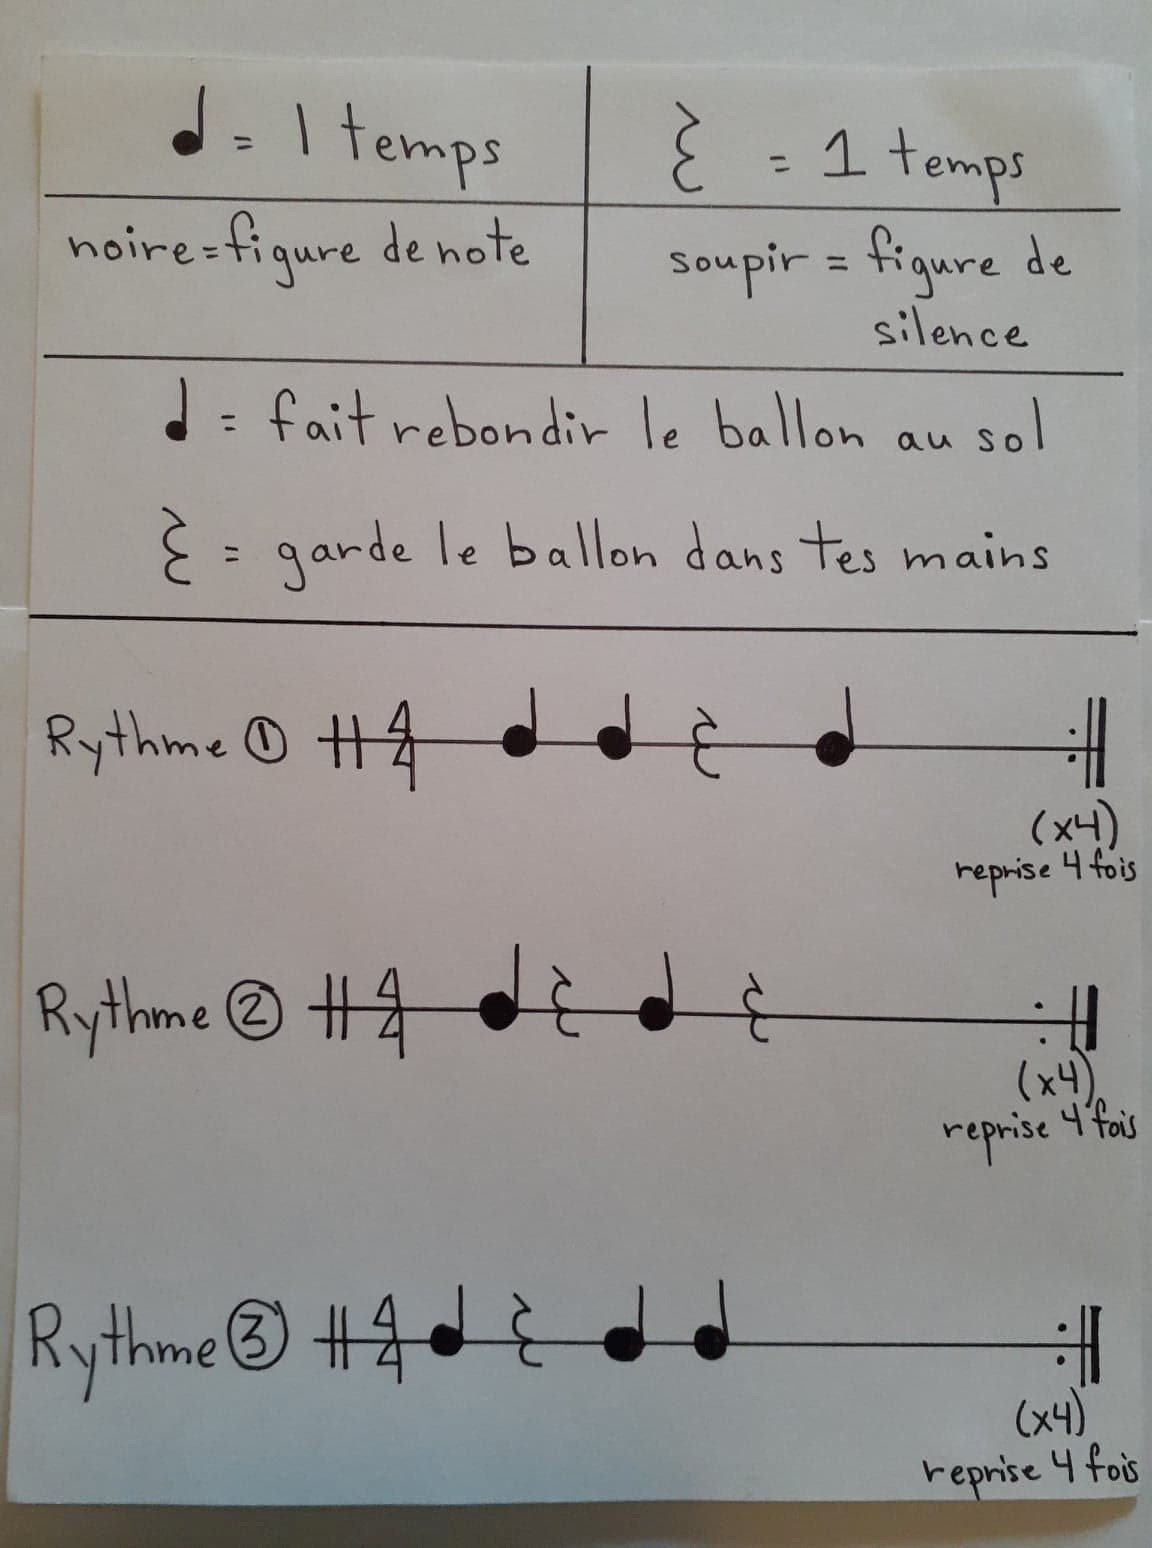 ♩ = 1 temps
𝄽 = 1 temps
noire = figure de note
soupir = figure de
silence
♩ = fait rebondir le ballon au sol
𝄽 = garde le ballon dans tes mains
Rythme ① 4/4 ♩ ♩ 𝄽 ♩ :||
(x4)
reprise 4 fois
Rythme ② 4/4 ♩ 𝄽 ♩ 𝄽 :||
(x4)
reprise 4 fois
Rythme ③ 4/4 ♩ 𝄽 ♩ ♩ :||
(x4)
reprise 4 fois